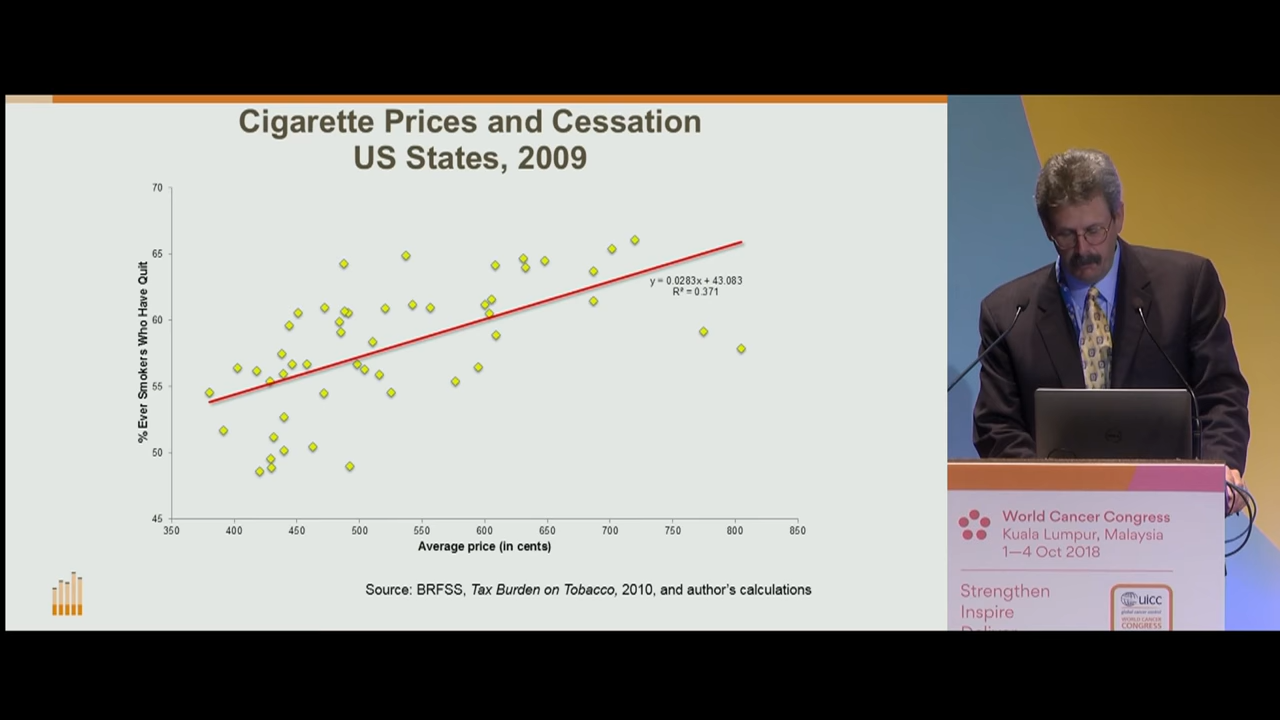 Cigarette Prices and Cessation
US States, 2009
% Ever Smokers Who Have Quit
70
65
60
55
50
45
y = 0.0283x + 43.083
R² = 0.371
350 400 450 500 550 600 650 700 750 800 850
Average price (in cents)
Source: BRFSS, Tax Burden on Tobacco, 2010, and author's calculations
World Cancer Congress
Kuala Lumpur, Malaysia
1—4 Oct 2018
Strengthen
Inspire
uicc
global cancer control
WORLD CANCER
CONGRESS